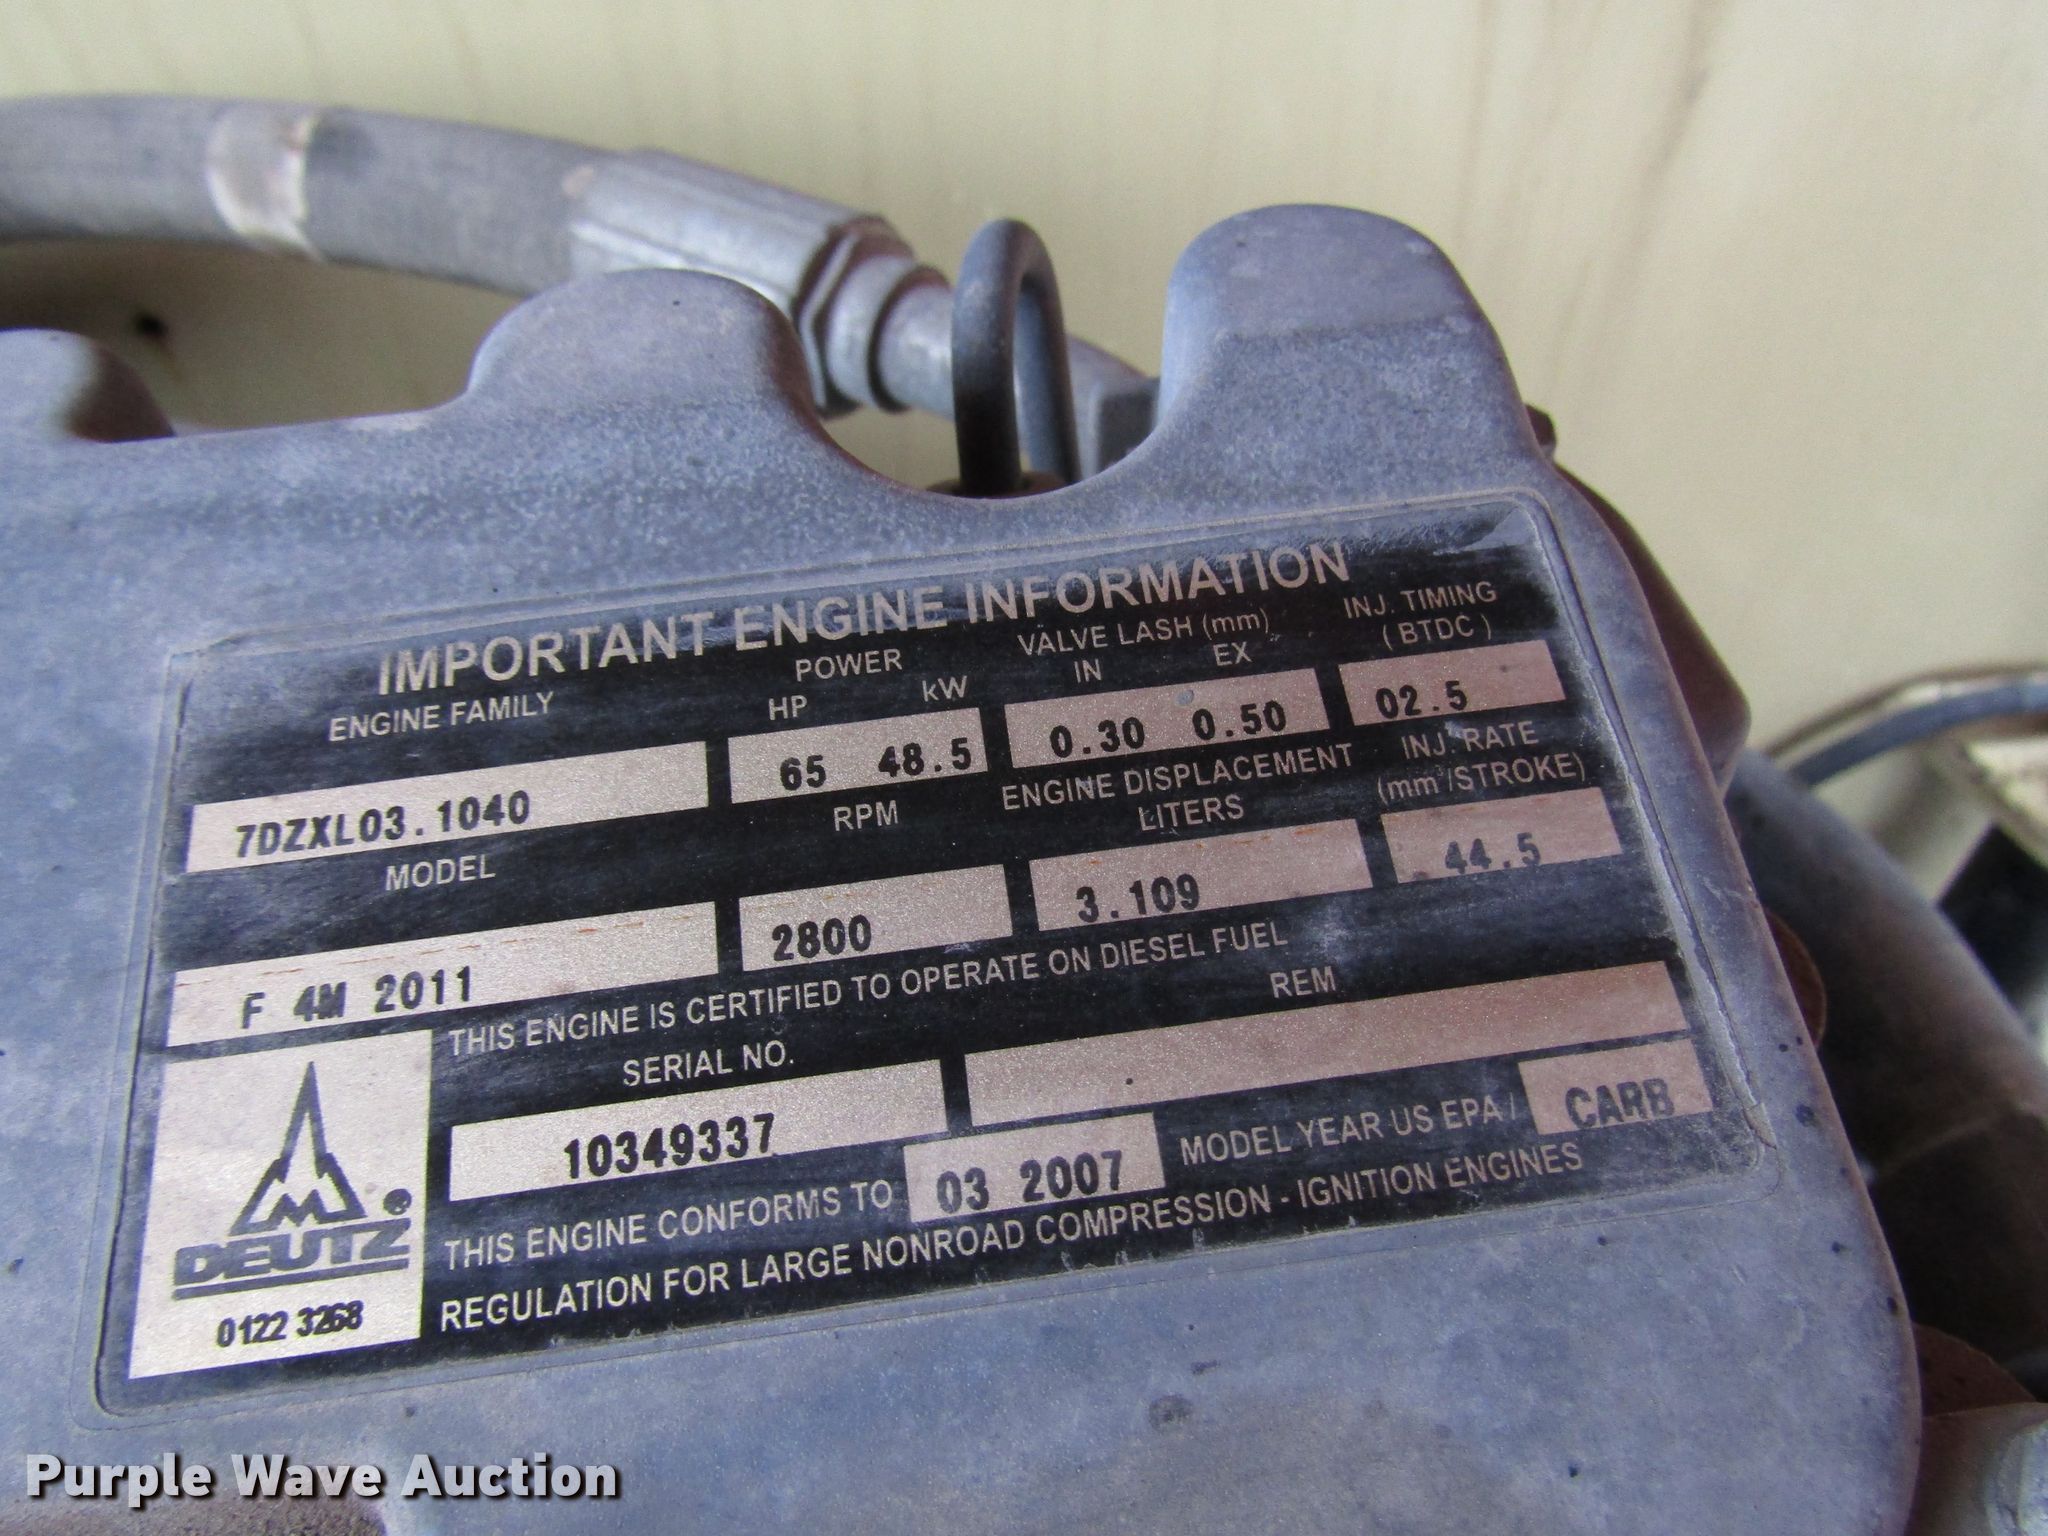 IMPORTANT ENGINE INFORMATION
ENGINE FAMILY
POWER
HP kW
VALVE LASH (mm)
IN EX
INJ. TIMING
( BTDC )
7DZXL03.1040
65 48.5
0.30 0.50
02.5
MODEL
RPM
ENGINE DISPLACEMENT
LITERS
INJ. RATE
(mm /STROKE)
F 4M 2011
2800
3.109
44.5
THIS ENGINE IS CERTIFIED TO OPERATE ON DIESEL FUEL
SERIAL NO.
REM
10349337
THIS ENGINE CONFORMS TO 03 2007 MODEL YEAR US EPA / CARB
REGULATION FOR LARGE NONROAD COMPRESSION - IGNITION ENGINES
DEUTZ
0122 3268
Purple Wave Auction